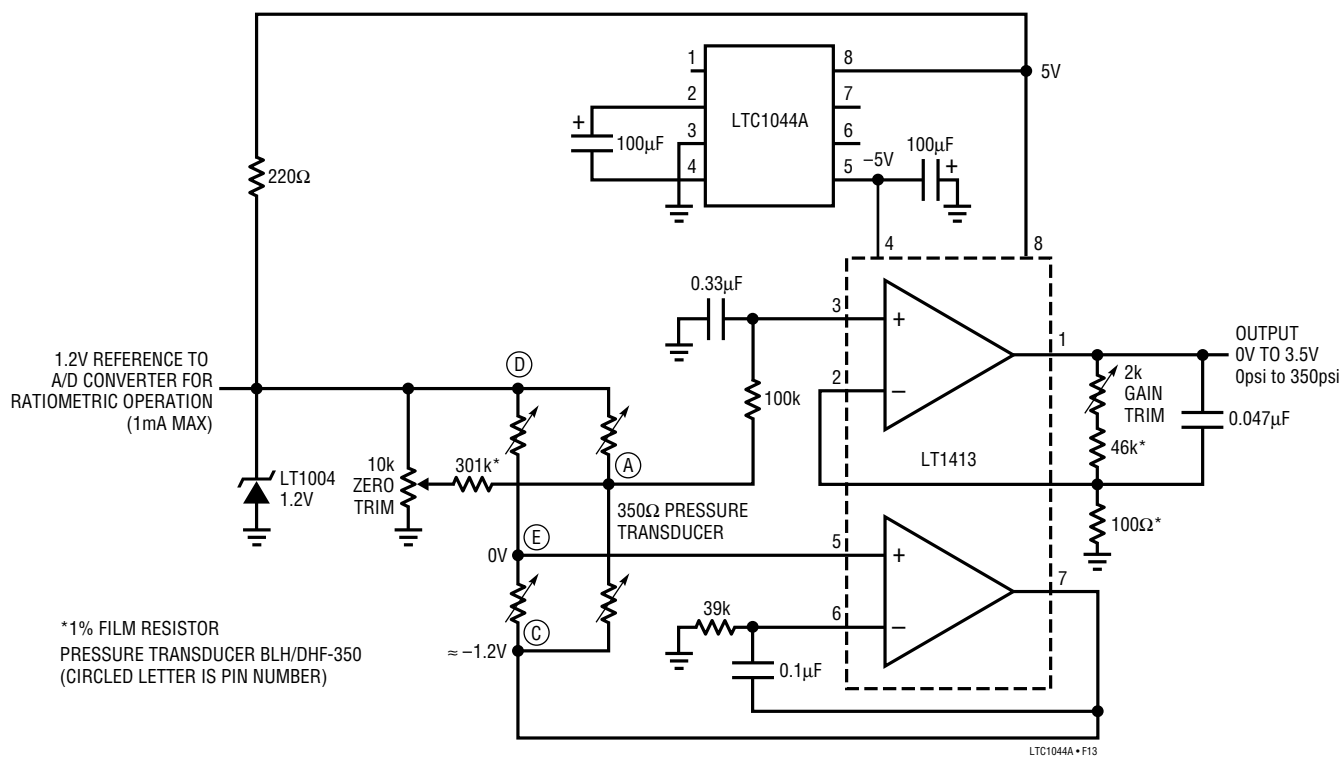 1
2
3
4
8
7
6
5
LTC1044A
5V
+
100µF
–5V
100µF
+
220Ω
4
8
0.33µF
3
+
1
OUTPUT
0V TO 3.5V
0psi to 350psi
1.2V REFERENCE TO
A/D CONVERTER FOR
RATIOMETRIC OPERATION
(1mA MAX)
D
2
–
2k
GAIN
TRIM
100k
0.047µF
46k*
LT1413
LT1004
1.2V
10k
ZERO
TRIM
301k*
A
350Ω PRESSURE
TRANSDUCER
100Ω*
0V
E
5
+
7
39k
6
–
C
≈ –1.2V
0.1µF
*1% FILM RESISTOR
PRESSURE TRANSDUCER BLH/DHF-350
(CIRCLED LETTER IS PIN NUMBER)
LTC1044A • F13